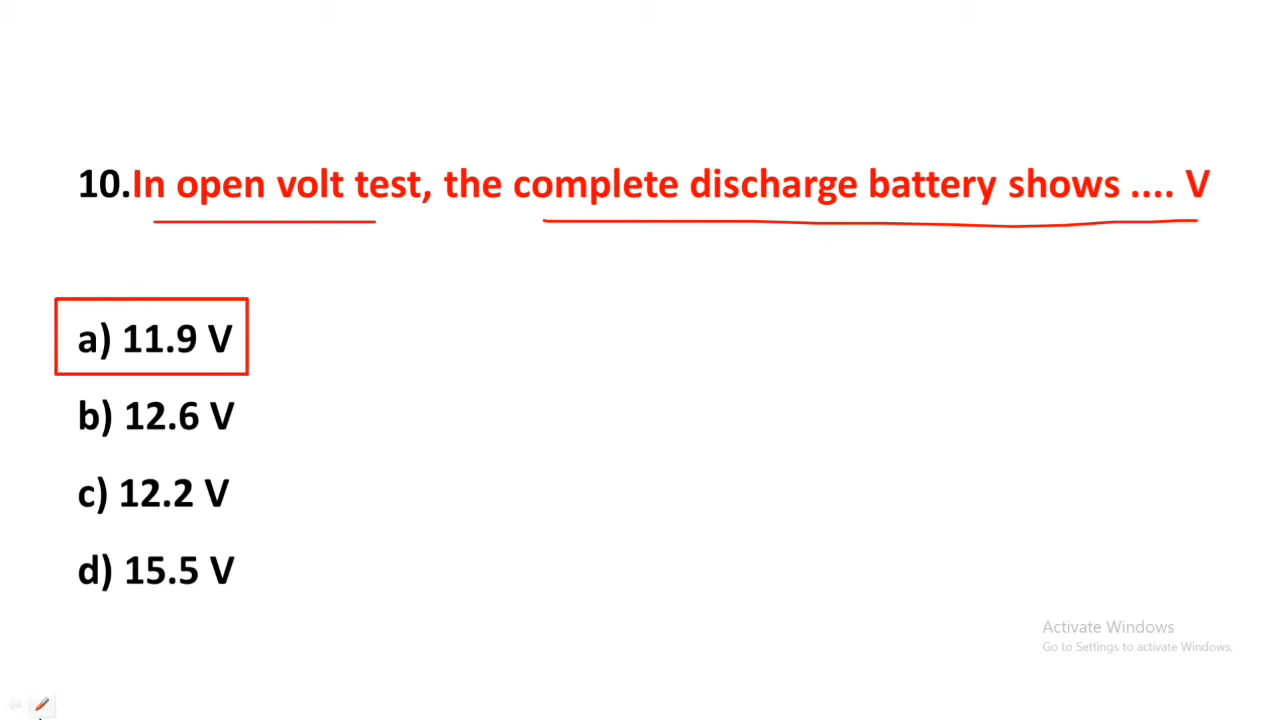 10.In open volt test, the complete discharge battery shows .... V
a) 11.9 V
b) 12.6 V
c) 12.2 V
d) 15.5 V
Activate Windows
Go to Settings to activate Windows.